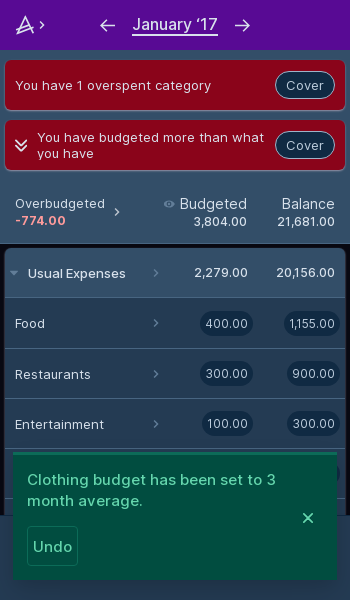 January ‘17
You have 1 overspent category
Cover
You have budgeted more than what
you have
Cover
Overbudgeted
-774.00
Budgeted
3,804.00
Balance
21,681.00
Usual Expenses 2,279.00 20,156.00
Food 400.00 1,155.00
Restaurants 300.00 900.00
Entertainment 100.00 300.00
Clothing budget has been set to 3
month average.
Undo